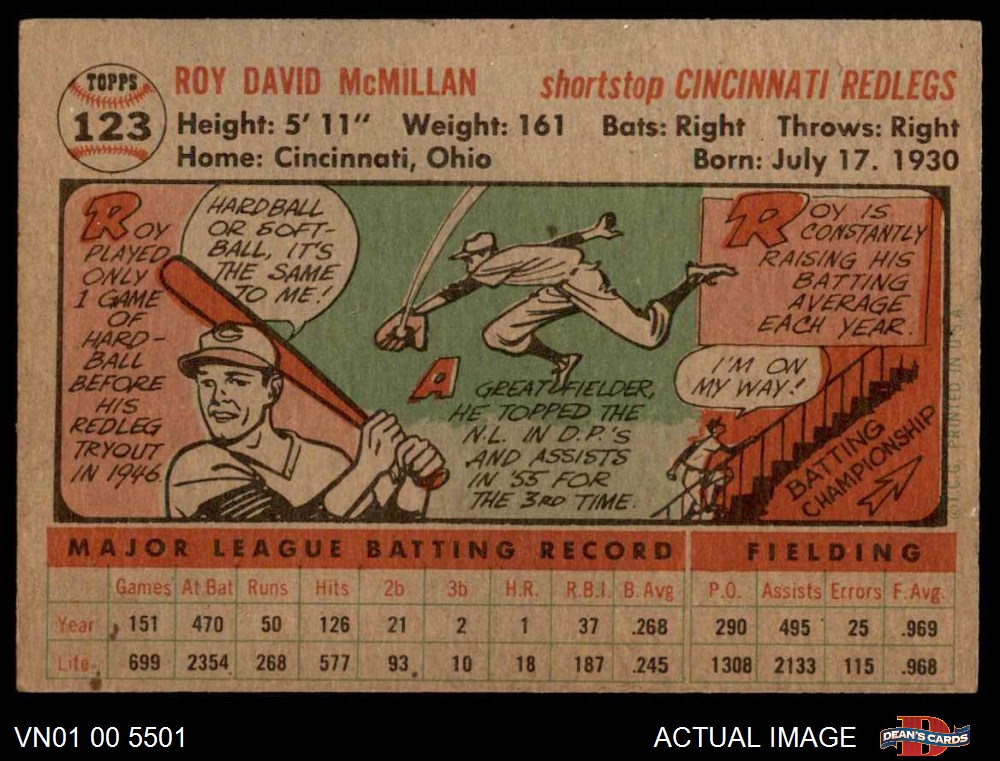 TOPPS
123
ROY DAVID McMILLAN shortstop CINCINNATI REDLEGS
Height: 5' 11" Weight: 161 Bats: Right Throws: Right
Home: Cincinnati, Ohio Born: July 17. 1930
ROY
PLAYED
ONLY
1 GAME
OF
HARD-
BALL
BEFORE
HIS
REDLEG
TRYOUT
IN 1946.
HARDBALL
OR SOFT-
BALL, IT'S
THE SAME
TO ME!
C
A GREAT FIELDER,
HE TOPPED THE
N.L. IN D.P.'S
AND ASSISTS
IN '55 FOR
THE 3RD TIME.
ROY IS
CONSTANTLY
RAISING HIS
BATTING
AVERAGE
EACH YEAR.
I'M ON
MY WAY!
BATTING
CHAMPIONSHIP
©T.C.G. PRINTED IN U.S.A.
MAJOR LEAGUE BATTING RECORD FIELDING
Games At Bat Runs Hits 2b 3b H.R. R.B.I. B. Avg P.O. Assists Errors F. Avg.
Year 151 470 50 126 21 2 1 37 .268 290 495 25 .969
Life 699 2354 268 577 93 10 18 187 .245 1308 2133 115 .968
VN01 00 5501 ACTUAL IMAGE DEAN'S CARDS